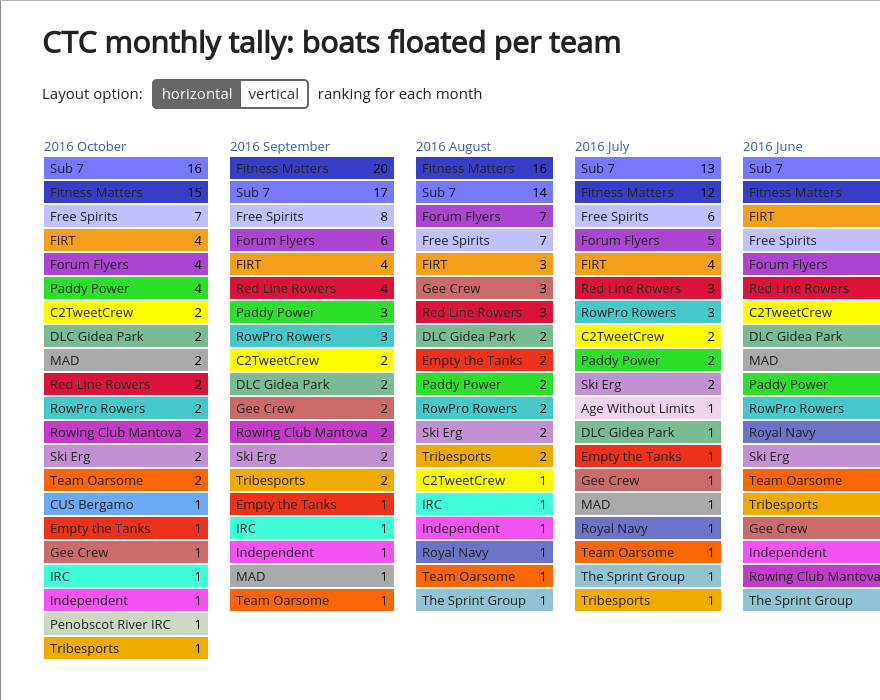 CTC monthly tally: boats floated per team
Layout option: horizontal vertical ranking for each month
2016 October
Sub 7 16
Fitness Matters 15
Free Spirits 7
FIRT 4
Forum Flyers 4
Paddy Power 4
C2TweetCrew 2
DLC Gidea Park 2
MAD 2
Red Line Rowers 2
RowPro Rowers 2
Rowing Club Mantova 2
Ski Erg 2
Team Oarsome 2
CUS Bergamo 1
Empty the Tanks 1
Gee Crew 1
IRC 1
Independent 1
Penobscot River IRC 1
Tribesports 1
2016 September
Fitness Matters 20
Sub 7 17
Free Spirits 8
Forum Flyers 6
FIRT 4
Red Line Rowers 4
Paddy Power 3
RowPro Rowers 3
C2TweetCrew 2
DLC Gidea Park 2
Gee Crew 2
Rowing Club Mantova 2
Ski Erg 2
Tribesports 2
Empty the Tanks 1
IRC 1
Independent 1
MAD 1
Team Oarsome 1
2016 August
Fitness Matters 16
Sub 7 14
Forum Flyers 7
Free Spirits 7
FIRT 3
Gee Crew 3
Red Line Rowers 3
DLC Gidea Park 2
Empty the Tanks 2
Paddy Power 2
RowPro Rowers 2
Ski Erg 2
Tribesports 2
C2TweetCrew 1
IRC 1
Independent 1
Royal Navy 1
Team Oarsome 1
The Sprint Group 1
2016 July
Sub 7 13
Fitness Matters 12
Free Spirits 6
Forum Flyers 5
FIRT 4
Red Line Rowers 3
RowPro Rowers 3
C2TweetCrew 2
Paddy Power 2
Ski Erg 2
Age Without Limits 1
DLC Gidea Park 1
Empty the Tanks 1
Gee Crew 1
MAD 1
Royal Navy 1
Team Oarsome 1
The Sprint Group 1
Tribesports 1
2016 June
Sub 7
Fitness Matters
FIRT
Free Spirits
Forum Flyers
Red Line Rowers
C2TweetCrew
DLC Gidea Park
MAD
Paddy Power
RowPro Rowers
Royal Navy
Ski Erg
Team Oarsome
Tribesports
Gee Crew
Independent
Rowing Club Mantova
The Sprint Group